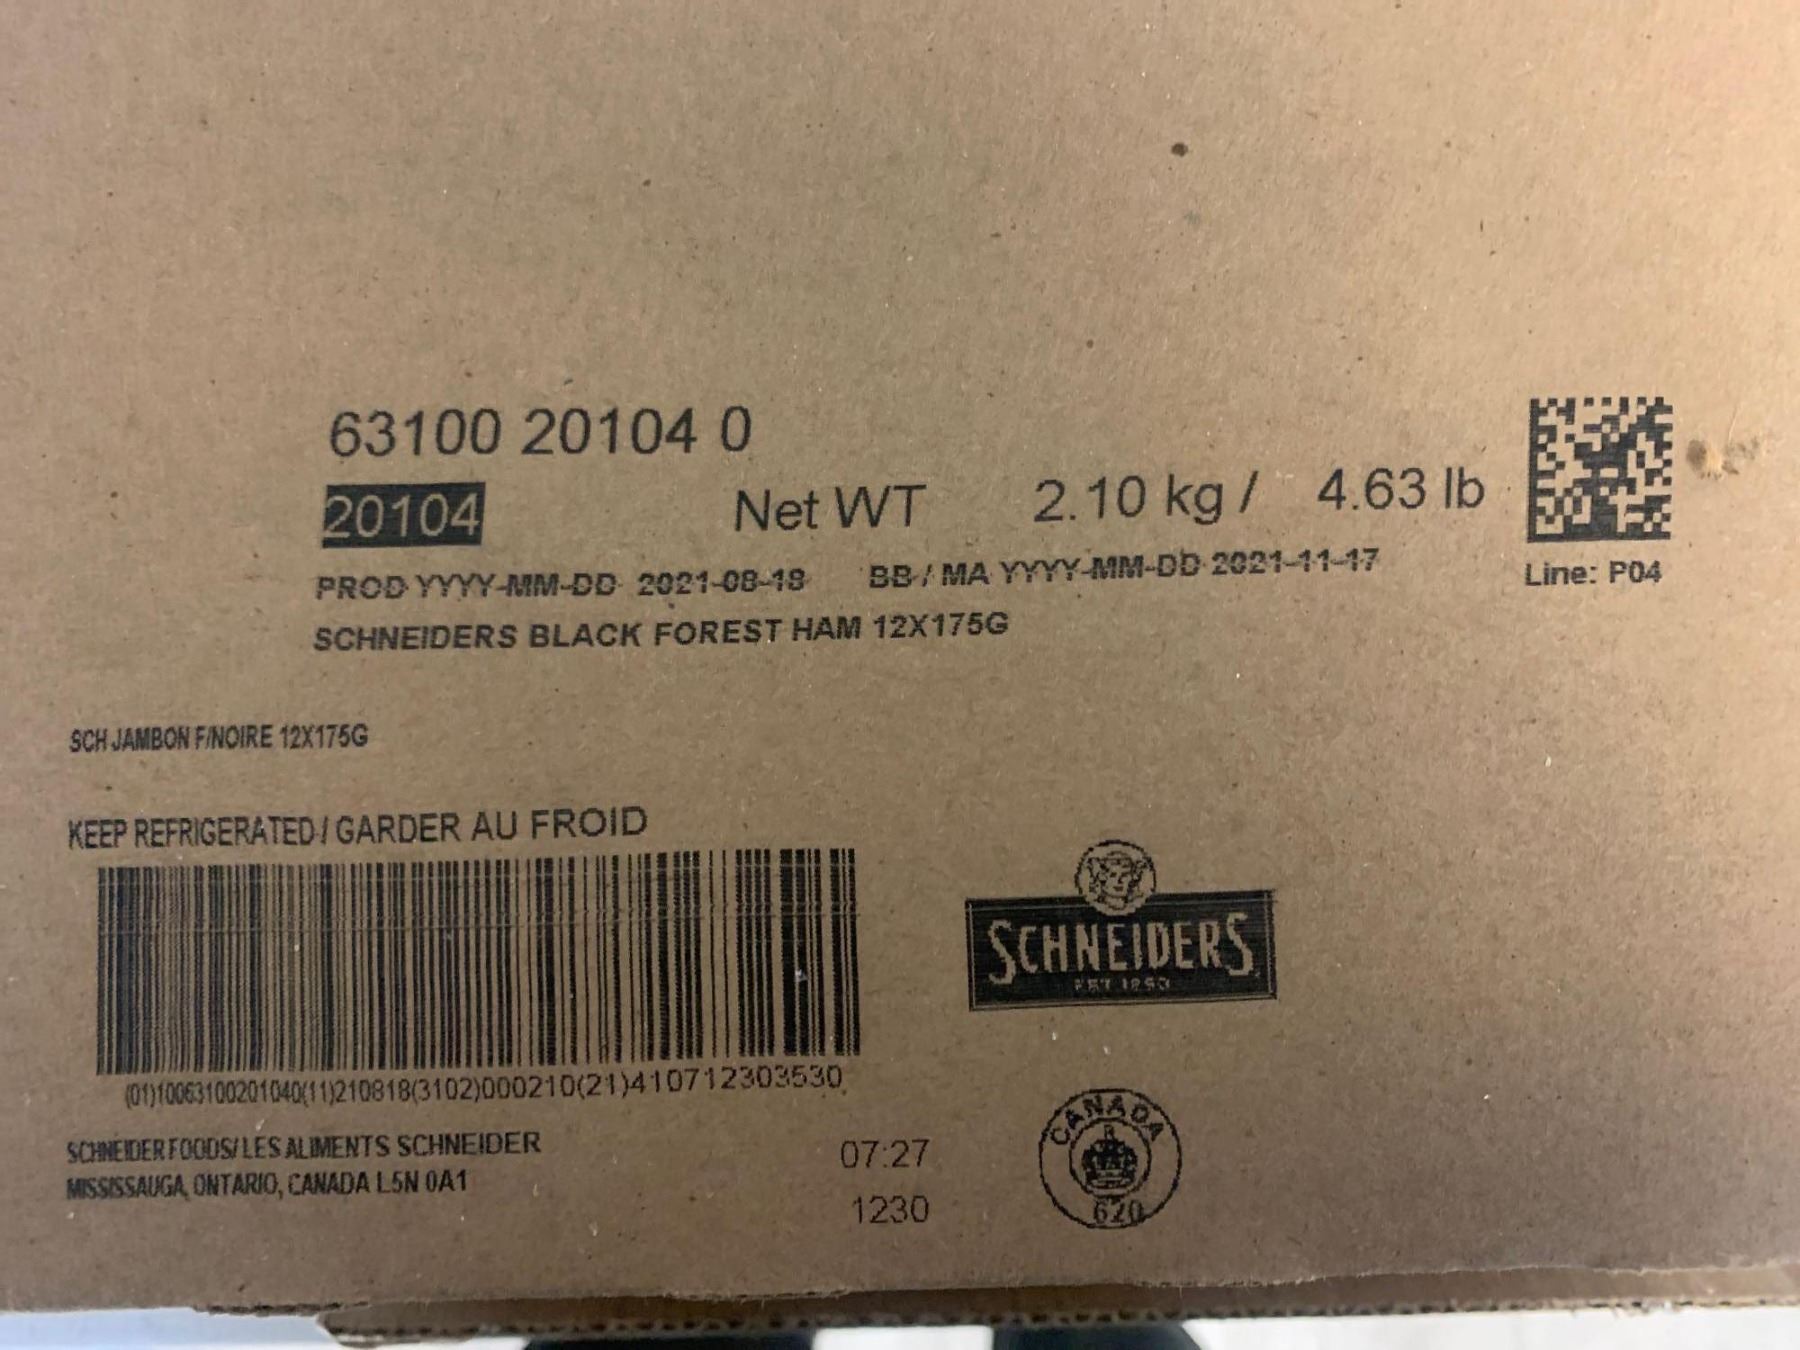 63100 20104 0
20104 Net WT 2.10 kg / 4.63 lb
PROD YYYY-MM-DD 2021-08-18 BB / MA YYYY-MM-DD 2021-11-17 Line: P04
SCHNEIDERS BLACK FOREST HAM 12X175G
SCH JAMBON F/NOIRE 12X175G
KEEP REFRIGERATED / GARDER AU FROID
SCHNEIDERS
EST
(01)10063100201040(11)210818(3102)000210(21)410712303530
SCHNEIDER FOODS/ LES ALIMENTS SCHNEIDER 07:27
MISSISSAUGA, ONTARIO, CANADA L5N 0A1 1230
CANADA
620